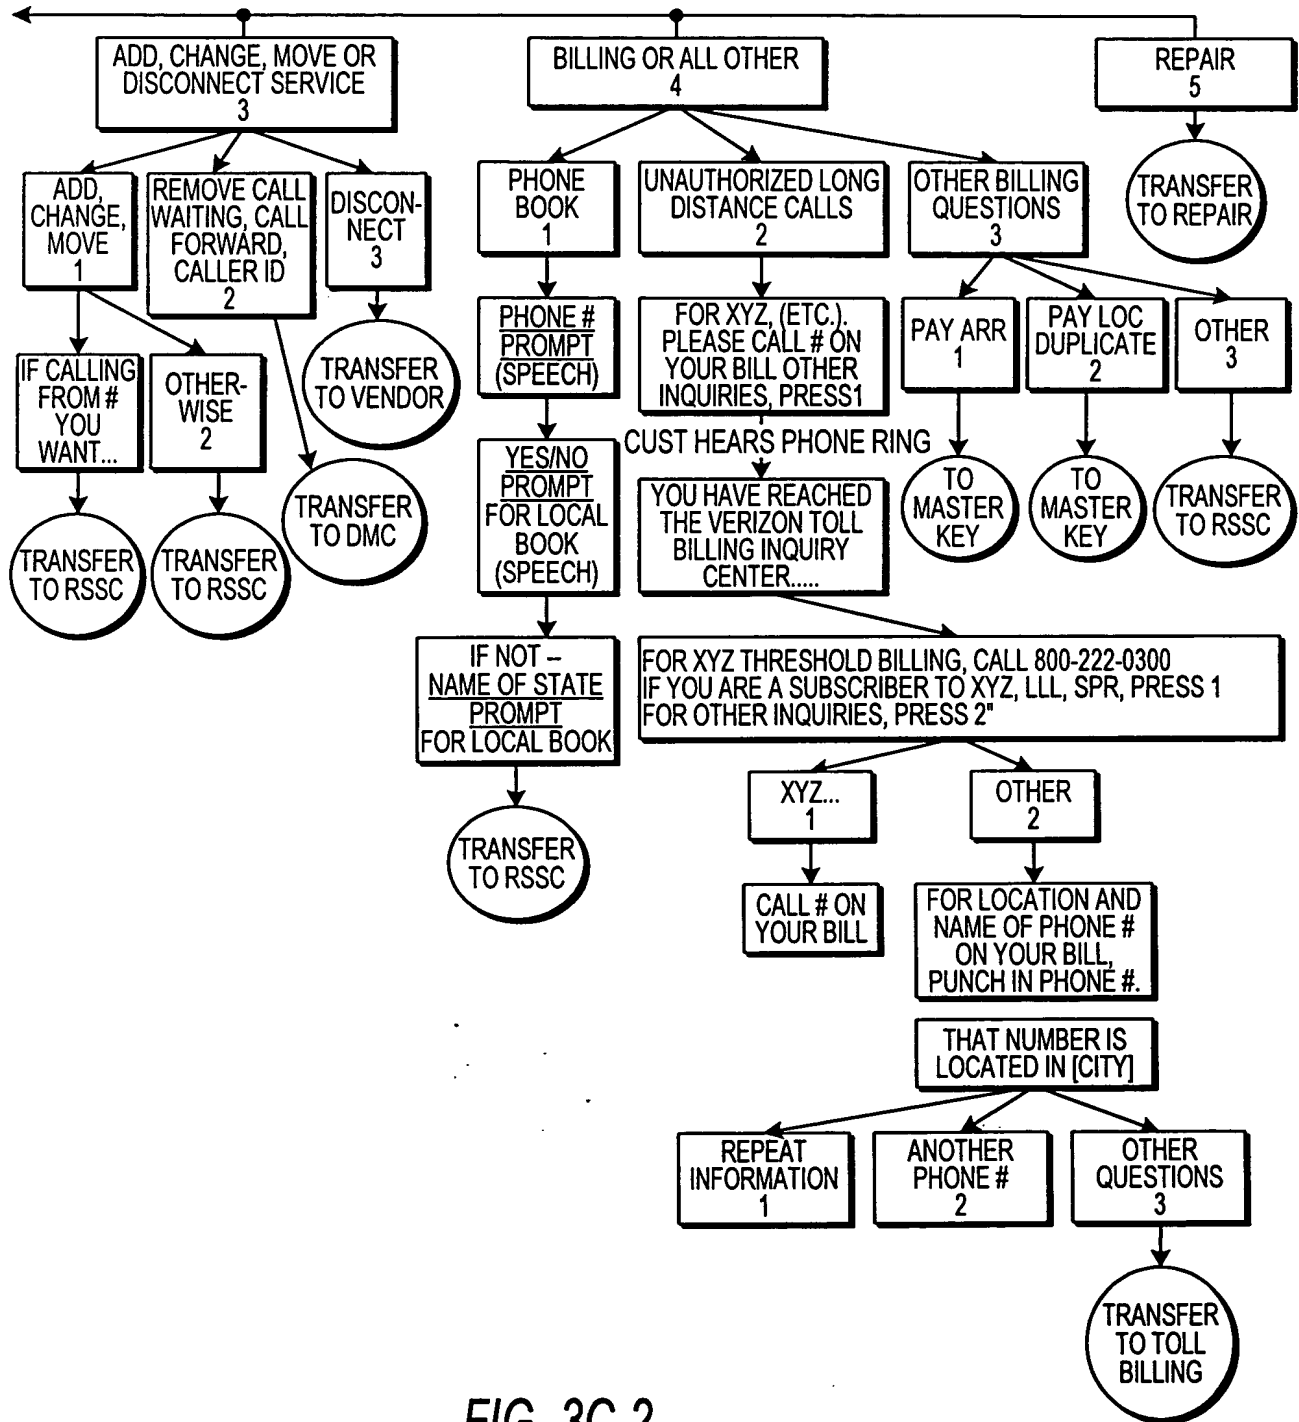 ADD, CHANGE, MOVE OR
DISCONNECT SERVICE
3
BILLING OR ALL OTHER
4
REPAIR
5
ADD,
CHANGE,
MOVE
1
REMOVE CALL
WAITING, CALL
FORWARD,
CALLER ID
2
DISCON-
NECT
3
PHONE
BOOK
1
UNAUTHORIZED LONG
DISTANCE CALLS
2
OTHER BILLING
QUESTIONS
3
TRANSFER
TO REPAIR
IF CALLING
FROM #
YOU
WANT...
OTHER-
WISE
2
TRANSFER
TO VENDOR
PHONE #
PROMPT
(SPEECH)
FOR XYZ, (ETC.).
PLEASE CALL # ON
YOUR BILL OTHER
INQUIRIES, PRESS1
PAY ARR
1
PAY LOC
DUPLICATE
2
OTHER
3
CUST HEARS PHONE RING
TRANSFER
TO RSSC
TRANSFER
TO RSSC
TRANSFER
TO DMC
YES/NO
PROMPT
FOR LOCAL
BOOK
(SPEECH)
YOU HAVE REACHED
THE VERIZON TOLL
BILLING INQUIRY
CENTER.....
TO
MASTER
KEY
TO
MASTER
KEY
TRANSFER
TO RSSC
IF NOT –
NAME OF STATE
PROMPT
FOR LOCAL BOOK
FOR XYZ THRESHOLD BILLING, CALL 800-222-0300
IF YOU ARE A SUBSCRIBER TO XYZ, LLL, SPR, PRESS 1
FOR OTHER INQUIRIES, PRESS 2"
TRANSFER
TO RSSC
XYZ...
1
OTHER
2
CALL # ON
YOUR BILL
FOR LOCATION AND
NAME OF PHONE #
ON YOUR BILL,
PUNCH IN PHONE #.
THAT NUMBER IS
LOCATED IN [CITY]
REPEAT
INFORMATION
1
ANOTHER
PHONE #
2
OTHER
QUESTIONS
3
TRANSFER
TO TOLL
BILLING
FIG. 3C-2